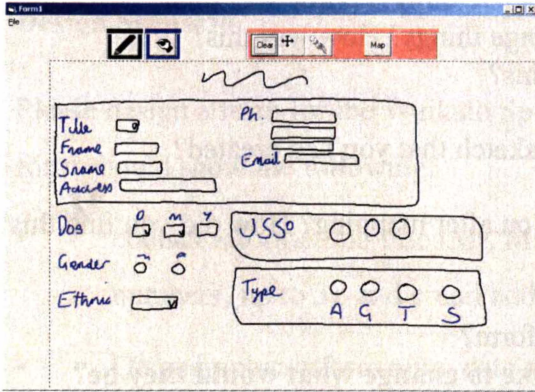 Form1
File
Clear
Map
Title
Fname
Sname
Address
Ph
Email
DoB
D M Y
Gender
Ethnic
USSO
Type
A G T S